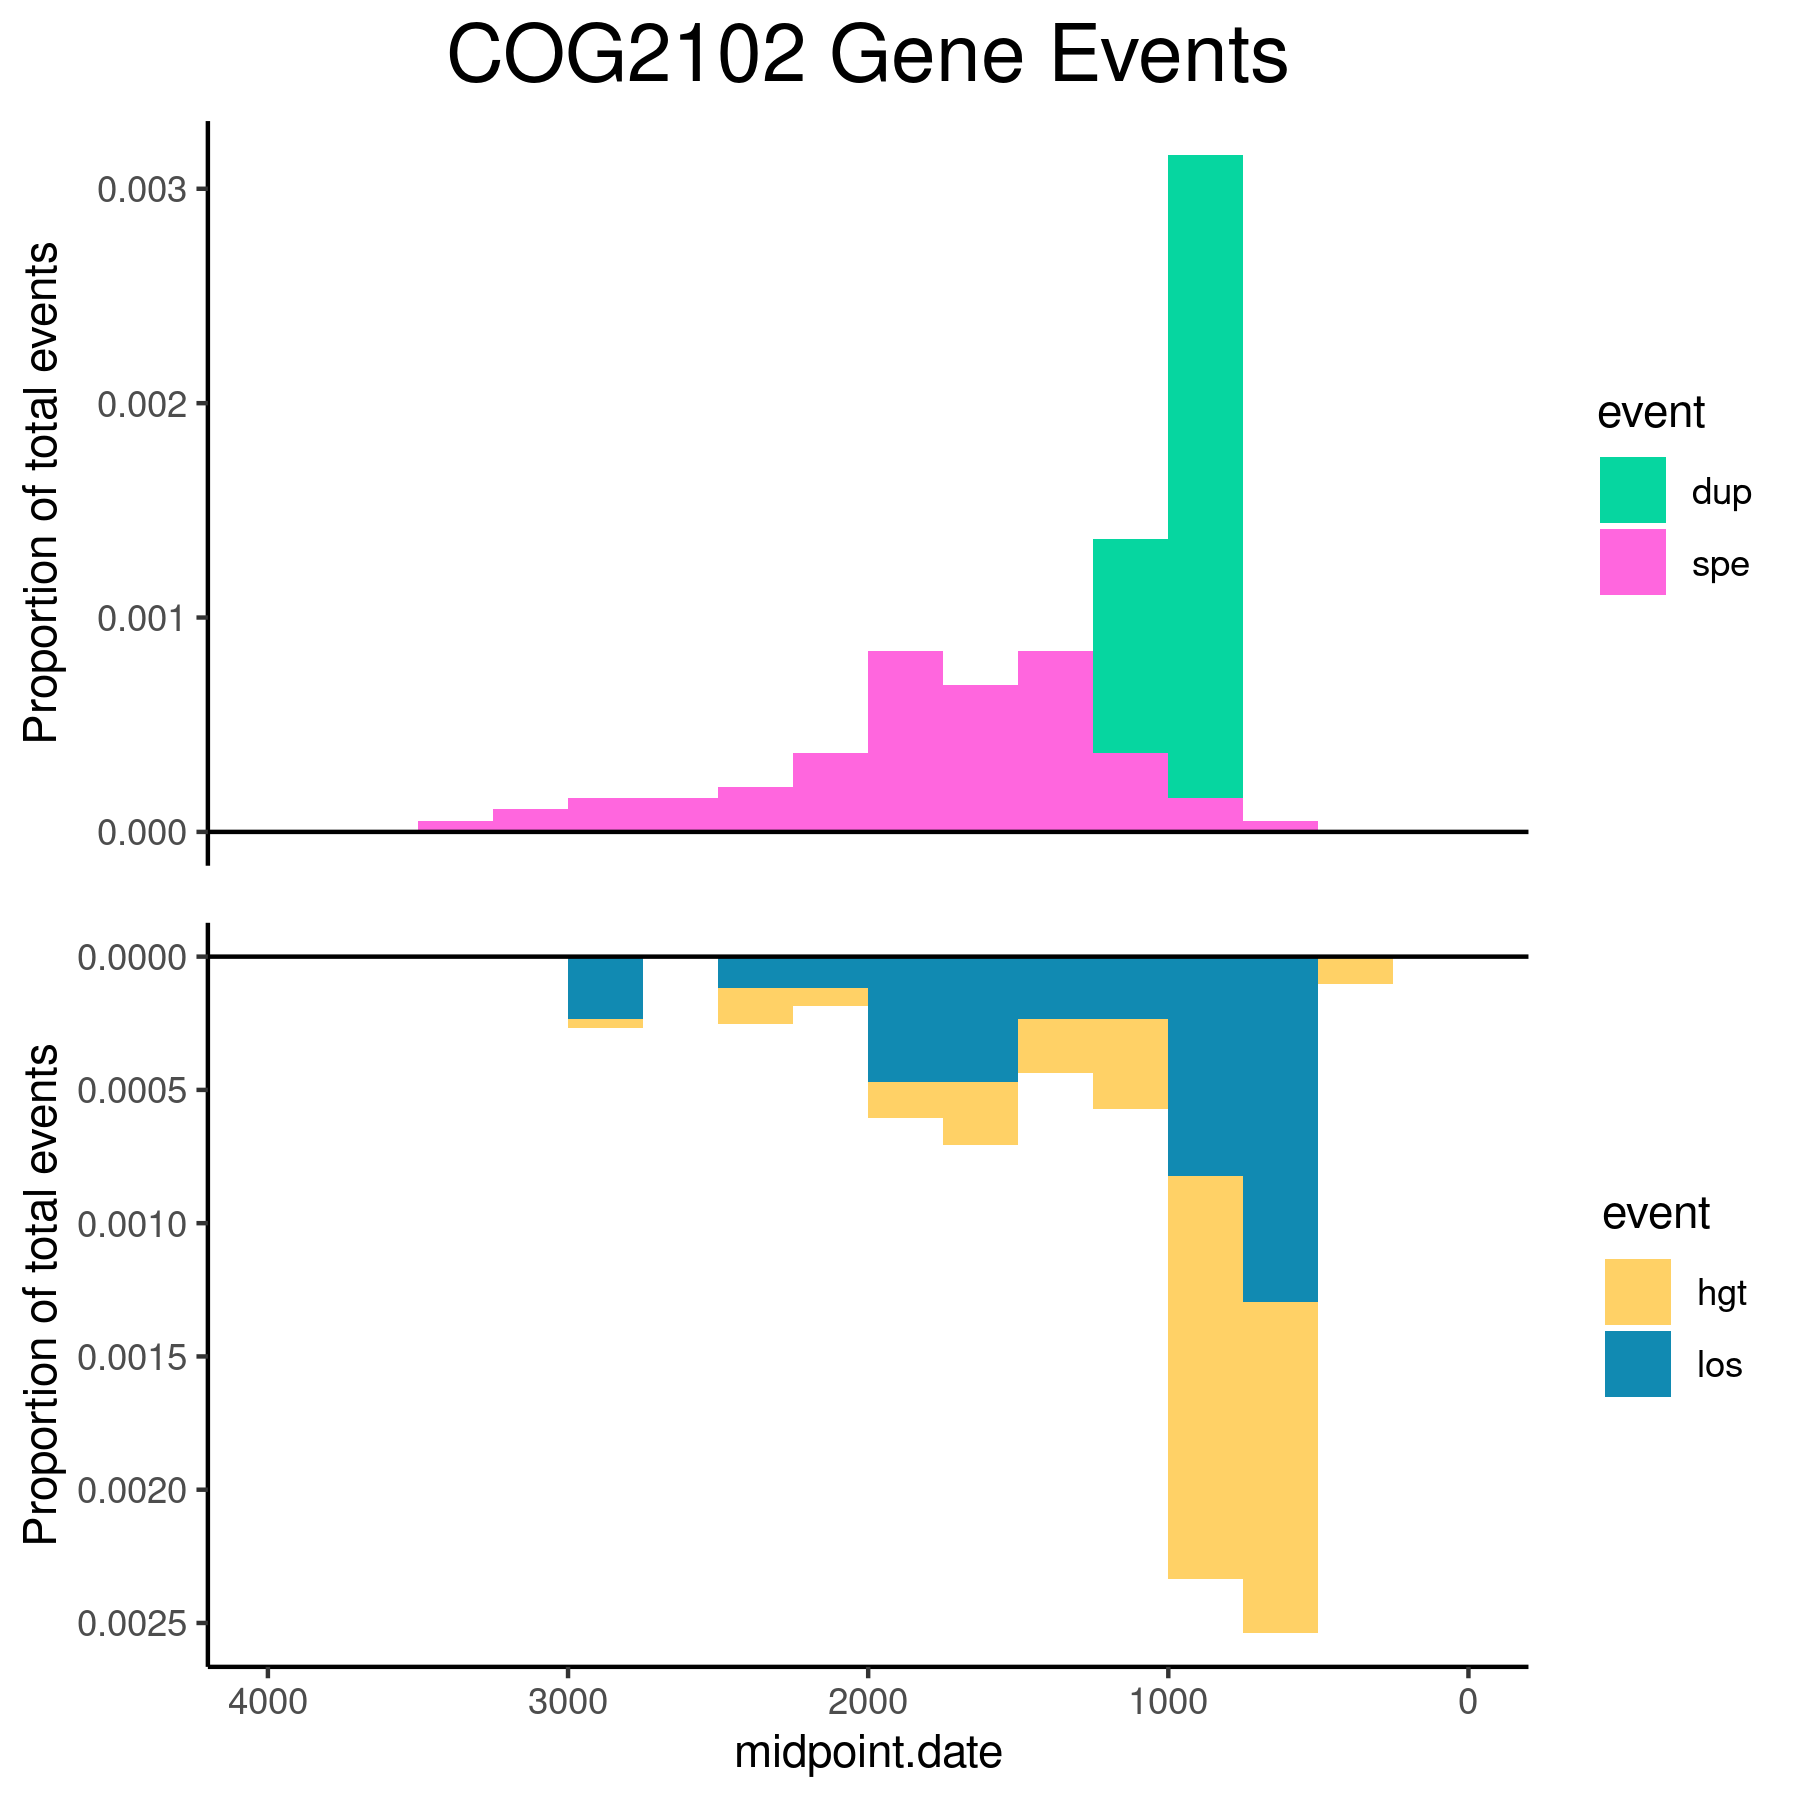 COG2102 Gene Events
Proportion of total events
0.003
0.002
0.001
0.000
event
dup
spe
Proportion of total events
0.0000
0.0005
0.0010
0.0015
0.0020
0.0025
event
hgt
los
4000 3000 2000 1000 0
midpoint.date